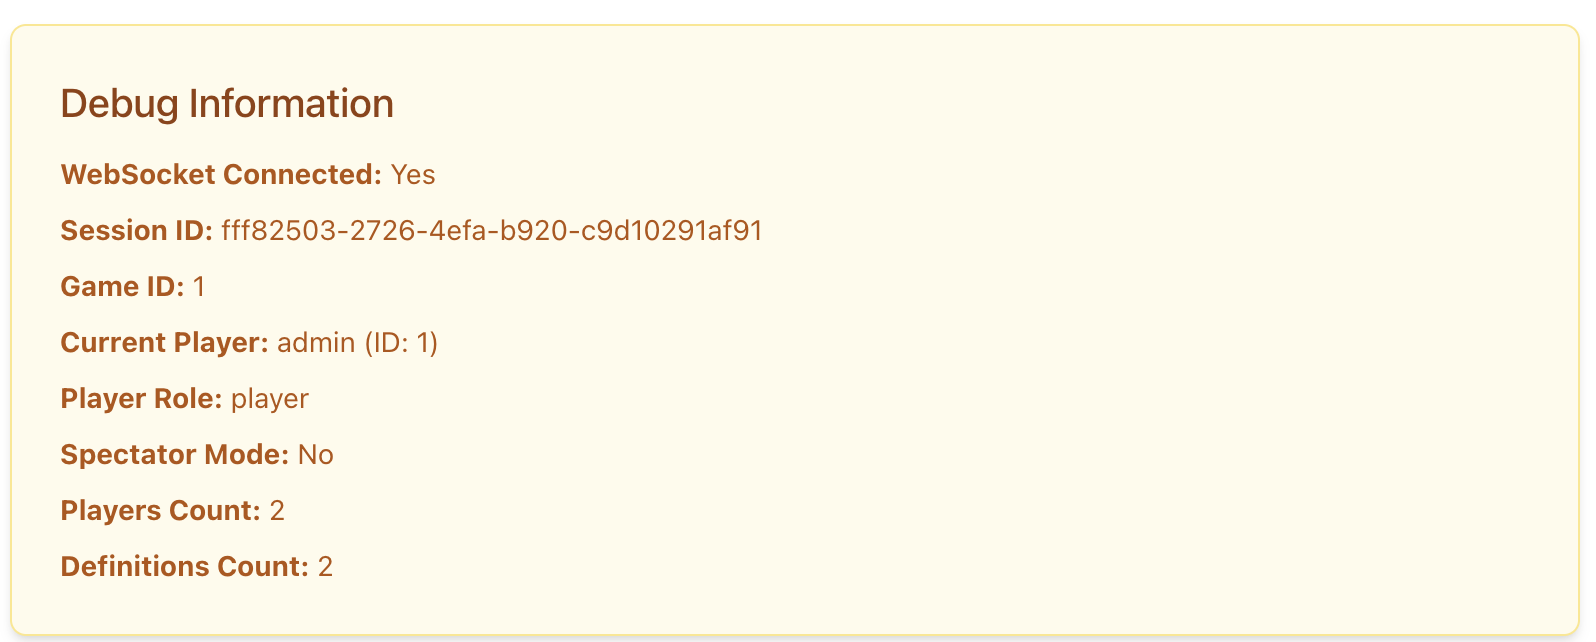 Debug Information
WebSocket Connected: Yes
Session ID: fff82503-2726-4efa-b920-c9d10291af91
Game ID: 1
Current Player: admin (ID: 1)
Player Role: player
Spectator Mode: No
Players Count: 2
Definitions Count: 2